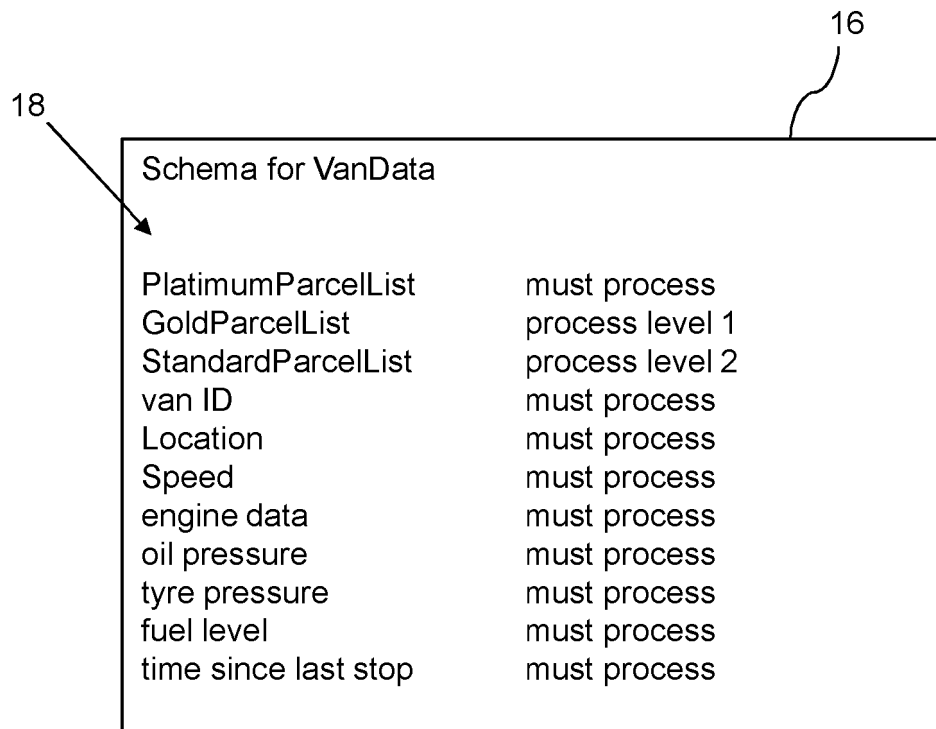 16
18
Schema for VanData
PlatimumParcelList must process
GoldParcelList process level 1
StandardParcelList process level 2
van ID must process
Location must process
Speed must process
engine data must process
oil pressure must process
tyre pressure must process
fuel level must process
time since last stop must process